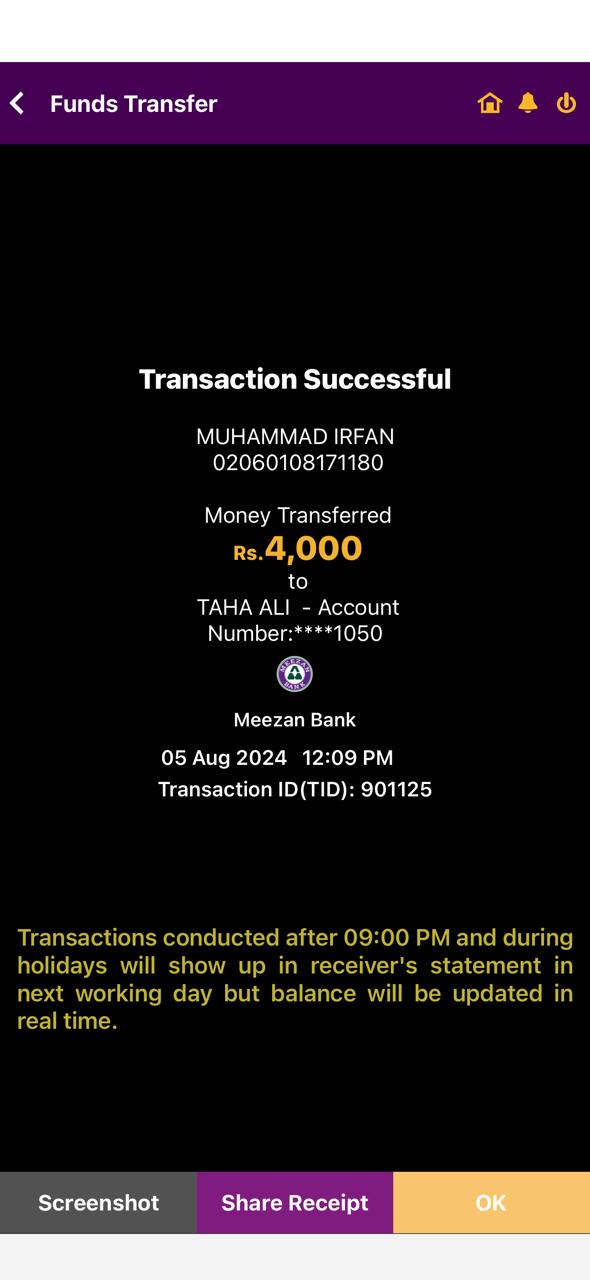 Funds Transfer
Transaction Successful
MUHAMMAD IRFAN
02060108171180
Money Transferred
Rs.4,000
to
TAHA ALI - Account
Number:****1050
MEEZAN BANK
Meezan Bank
05 Aug 2024 12:09 PM
Transaction ID(TID): 901125
Transactions conducted after 09:00 PM and during
holidays will show up in receiver's statement in
next working day but balance will be updated in
real time.
Screenshot Share Receipt OK